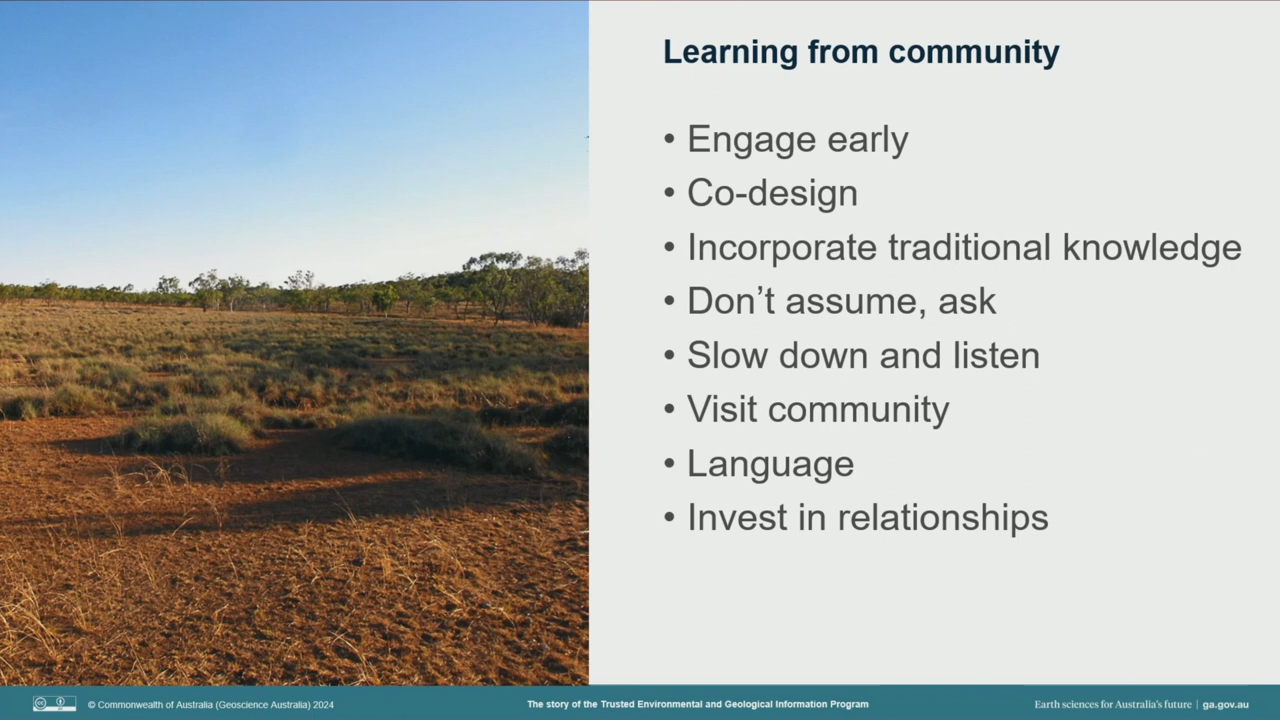 Learning from community
• Engage early
• Co-design
• Incorporate traditional knowledge
• Don’t assume, ask
• Slow down and listen
• Visit community
• Language
• Invest in relationships
© Commonwealth of Australia (Geoscience Australia) 2024
The story of the Trusted Environmental and Geological Information Program
Earth sciences for Australia’s future | ga.gov.au